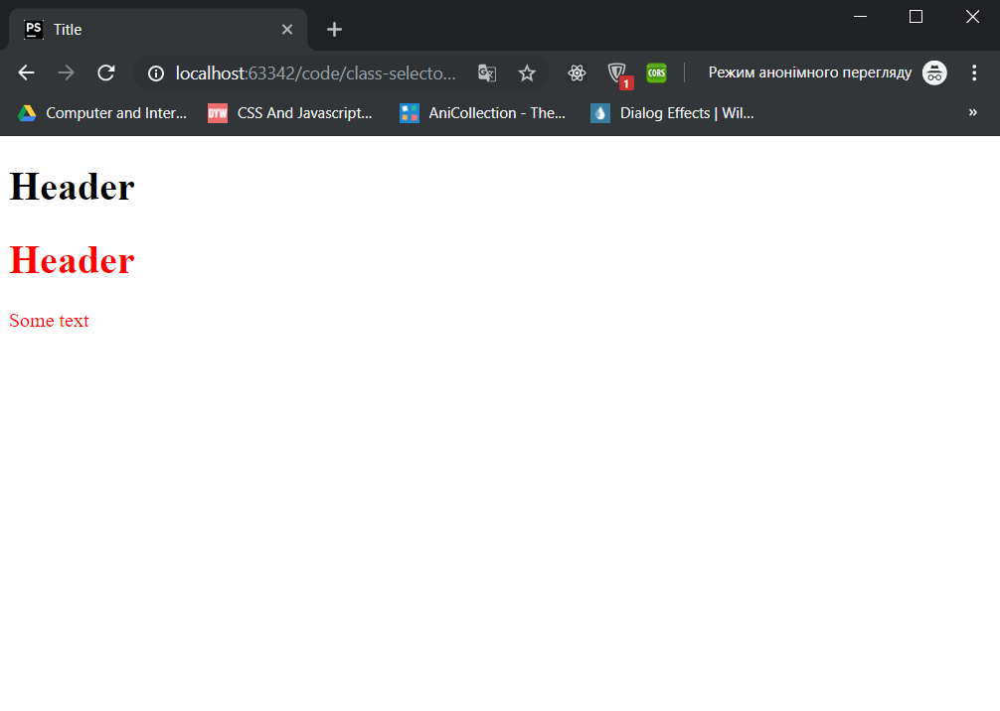 PS Title
localhost:63342/code/class-selecto... 1 CORS Режим анонімного перегляду
Computer and Inter... DYW CSS And Javascript... AniCollection - The... Dialog Effects | Wil... »
Header
Header
Some text